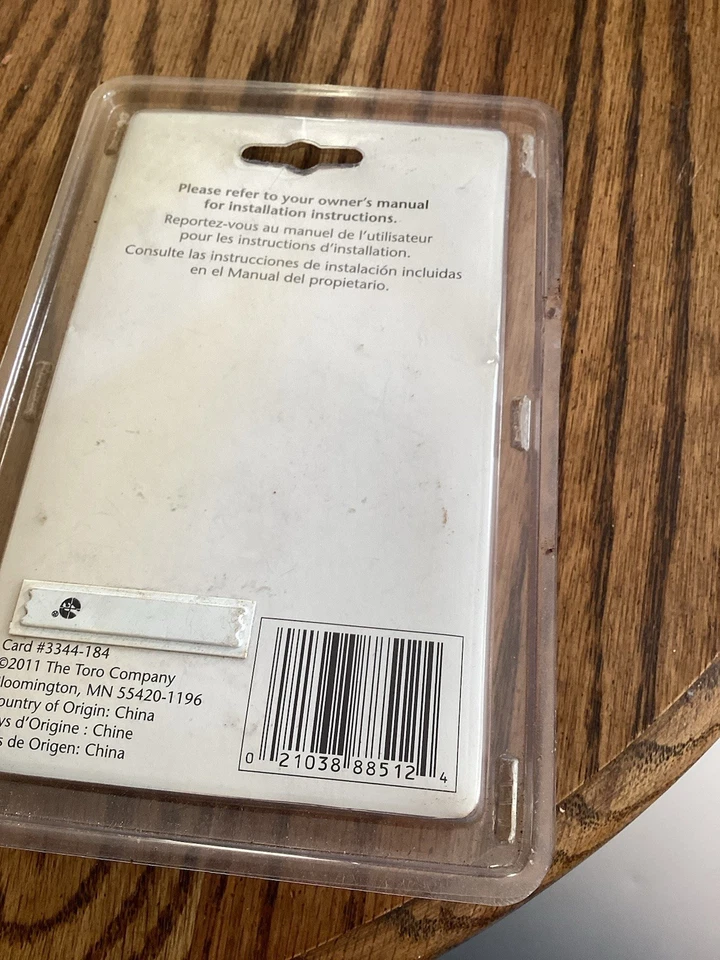 Please refer to your owner's manual
for installation instructions.
Reportez-vous au manuel de l'utilisateur
pour les instructions d'installation.
Consulte las instrucciones de instalación incluidas
en el Manual del propietario.
®
Card #3344-184
©2011 The Toro Company
loomington, MN 55420-1196
ountry of Origin: China
ys d'Origine : Chine
s de Origen: China
0 21038 88512 4